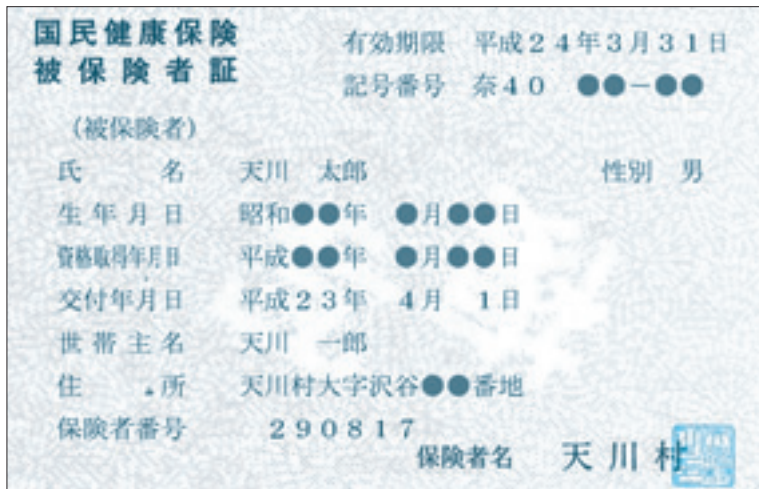 国民健康保険
被保険者証
有効期限 平成24年3月31日
記号番号 奈40 ●●－●●
(被保険者)
氏名 天川 太郎 性別 男
生年月日 昭和●●年 ●月●●日
資格取得年月日 平成●●年 ●月●●日
交付年月日 平成23年 4月 1日
世帯主名 天川 一郎
住所 天川村大字沢谷●●番地
保険者番号 290817
保険者名 天川村